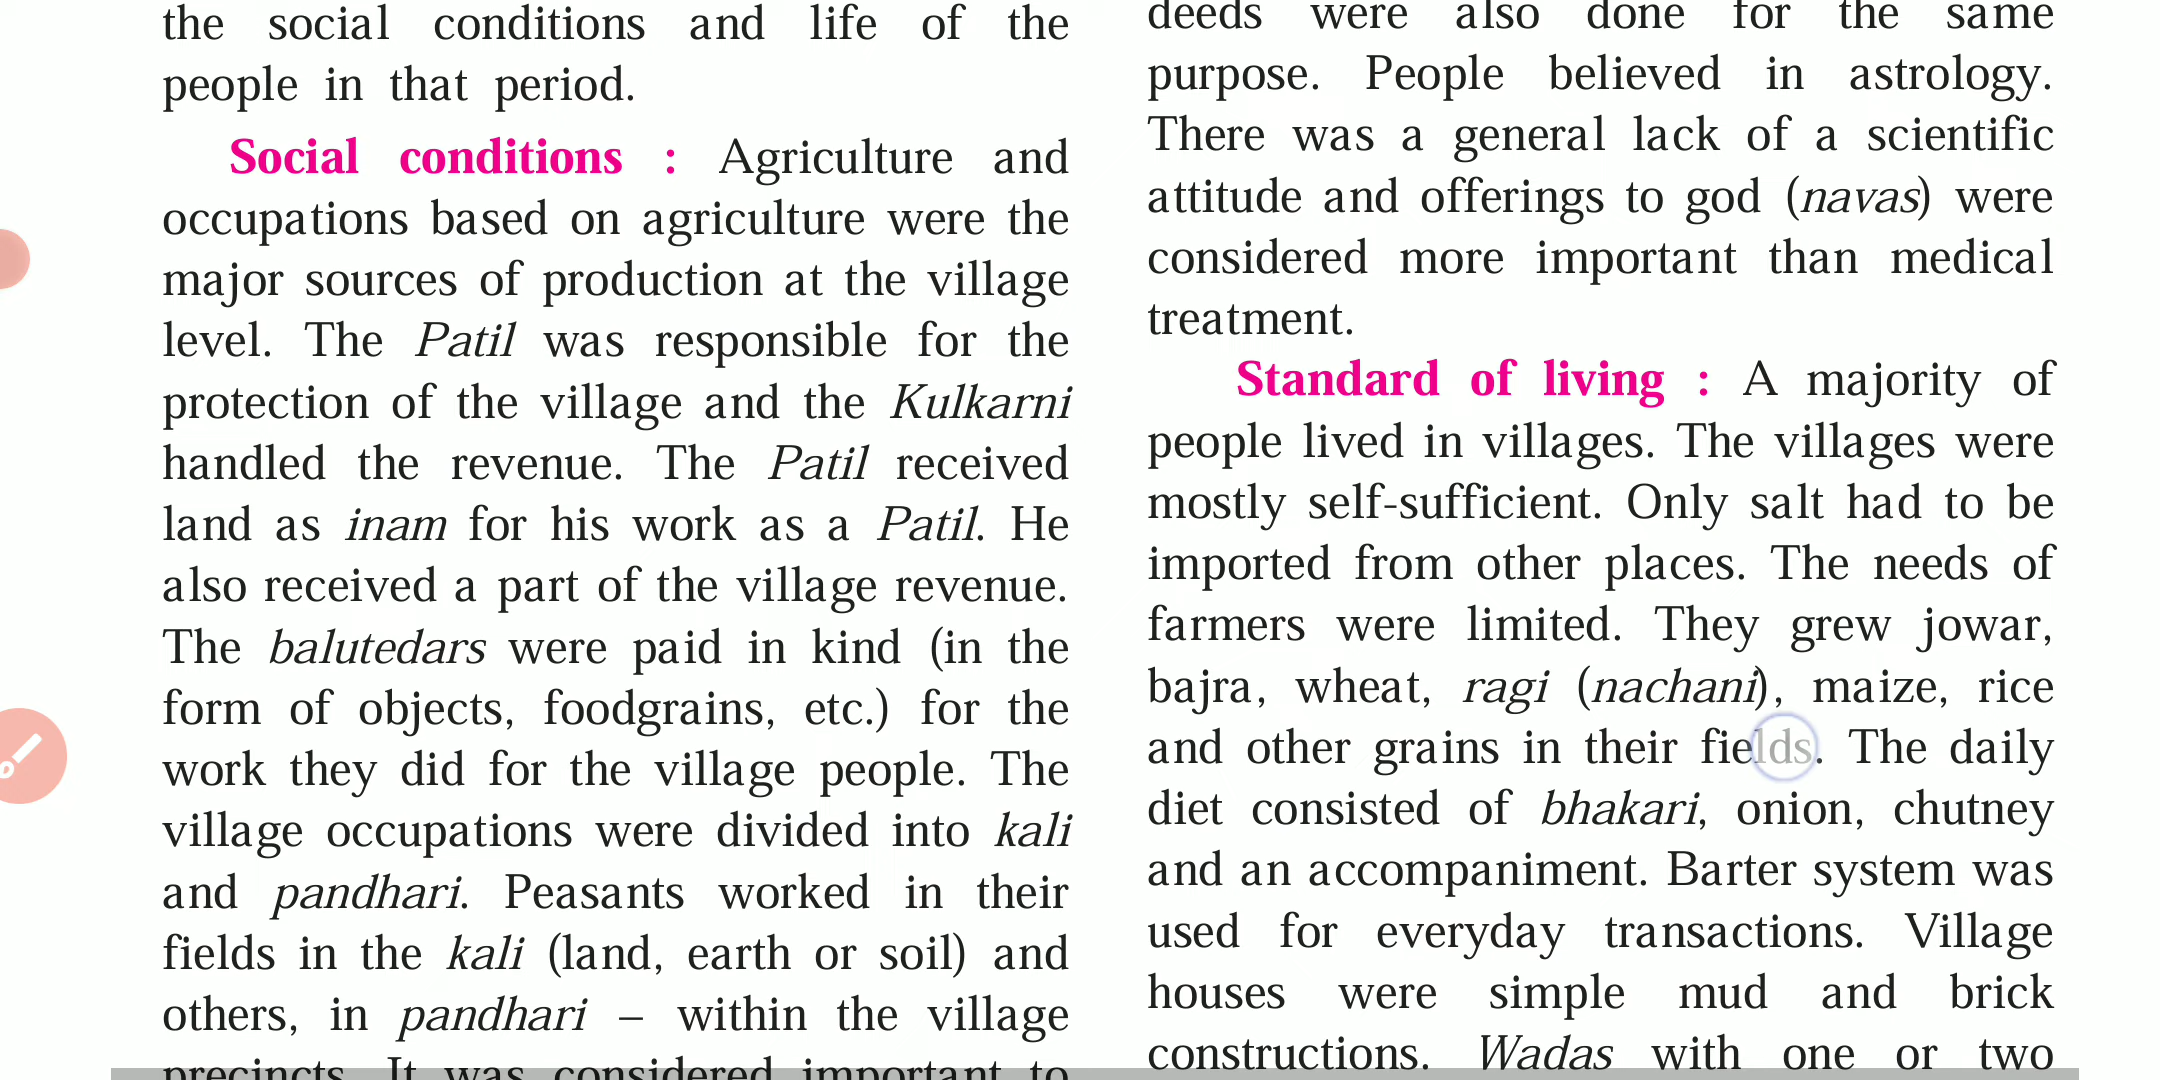 the social conditions and life of the
people in that period.
Social conditions : Agriculture and
occupations based on agriculture were the
major sources of production at the village
level. The Patil was responsible for the
protection of the village and the Kulkarni
handled the revenue. The Patil received
land as inam for his work as a Patil. He
also received a part of the village revenue.
The balutedars were paid in kind (in the
form of objects, foodgrains, etc.) for the
work they did for the village people. The
village occupations were divided into kali
and pandhari. Peasants worked in their
fields in the kali (land, earth or soil) and
others, in pandhari – within the village
precincts. It was considered important to
deeds were also done for the same
purpose. People believed in astrology.
There was a general lack of a scientific
attitude and offerings to god (navas) were
considered more important than medical
treatment.
Standard of living : A majority of
people lived in villages. The villages were
mostly self-sufficient. Only salt had to be
imported from other places. The needs of
farmers were limited. They grew jowar,
bajra, wheat, ragi (nachani), maize, rice
and other grains in their fields. The daily
diet consisted of bhakari, onion, chutney
and an accompaniment. Barter system was
used for everyday transactions. Village
houses were simple mud and brick
constructions. Wadas with one or two